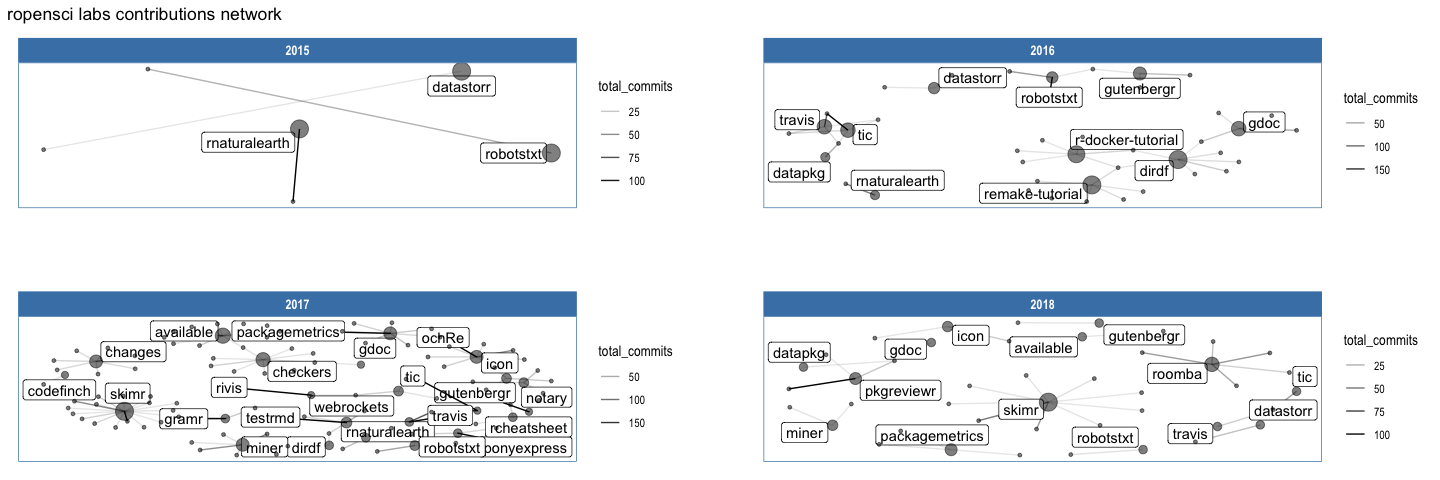 ropensci labs contributions network
2015
datastorr
rnaturalearth
robotstxt
total_commits
25
50
75
100
2016
datastorr
robotstxt
gutenbergr
travis
tic
gdoc
r-docker-tutorial
datapkg
dirdf
rnaturalearth
remake-tutorial
total_commits
50
100
150
2017
available
packagemetrics
ochRe
changes
gdoc
icon
checkers
tic
codefinch
skimr
rivis
gutenbergr
notary
webrockets
gramr
testrmd
travis
rnaturalearth
rcheatsheet
miner
dirdf
robotstxt
ponyexpress
total_commits
50
100
150
2018
icon
gutenbergr
datapkg
gdoc
available
roomba
tic
pkgreviewr
skimr
datastorr
miner
packagemetrics
robotstxt
travis
total_commits
25
50
75
100